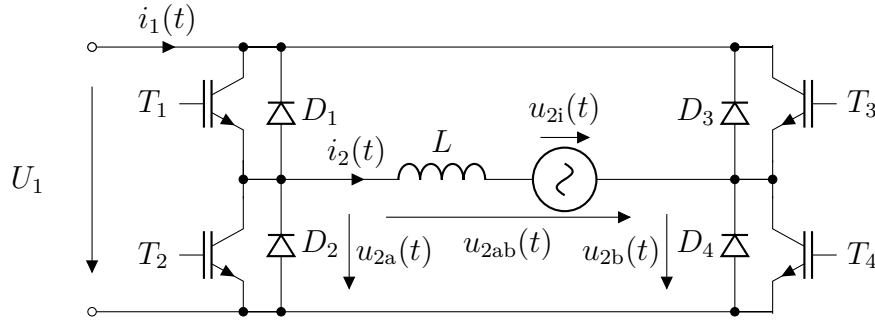 i₁(t)
T₁
D₁
D₃
T₃
u₂ᵢ(t)
i₂(t)
L
U₁
T₂
D₂
u₂ₐ(t)
u₂ab(t)
u₂b(t)
D₄
T₄